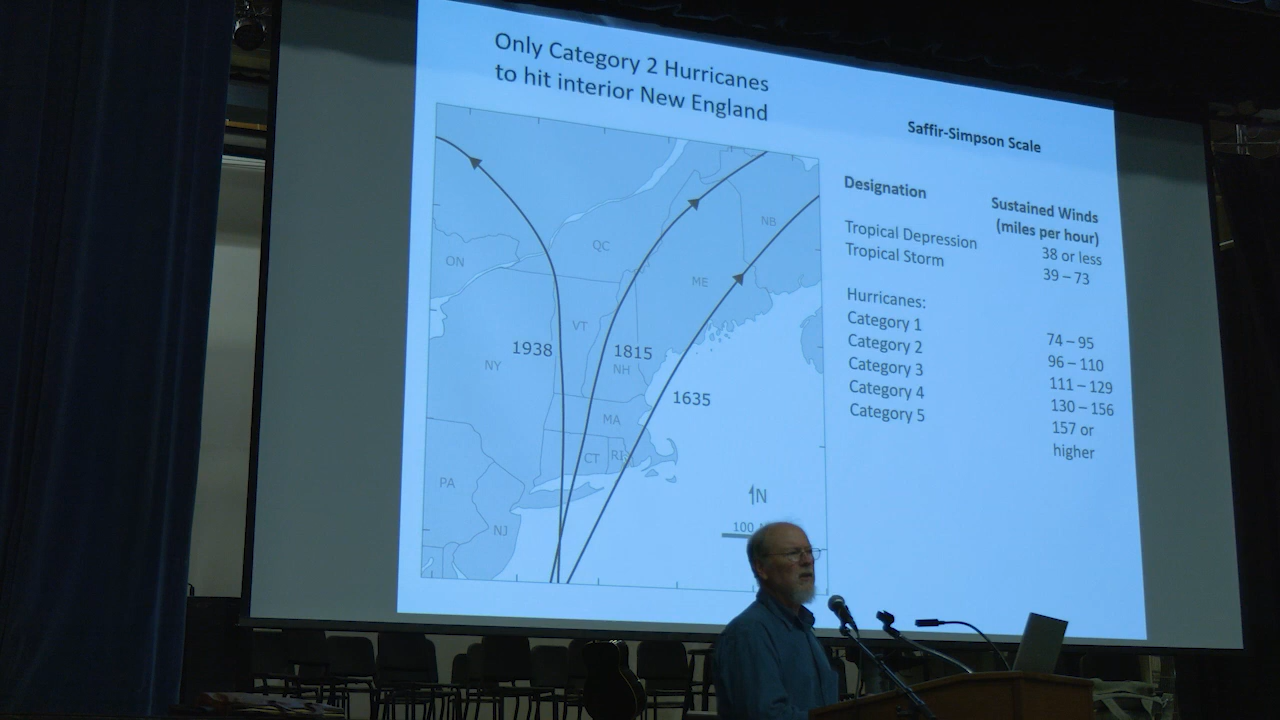 Only Category 2 Hurricanes
to hit interior New England
Saffir-Simpson Scale
Designation
Sustained Winds
(miles per hour)
Tropical Depression
38 or less
Tropical Storm
39 – 73
Hurricanes:
Category 1
74 – 95
Category 2
96 – 110
Category 3
111 – 129
Category 4
130 – 156
Category 5
157 or
higher
NB
QC
ON
ME
VT
1938
1815
NY
NH
1635
MA
CT
RI
PA
N
NJ
100